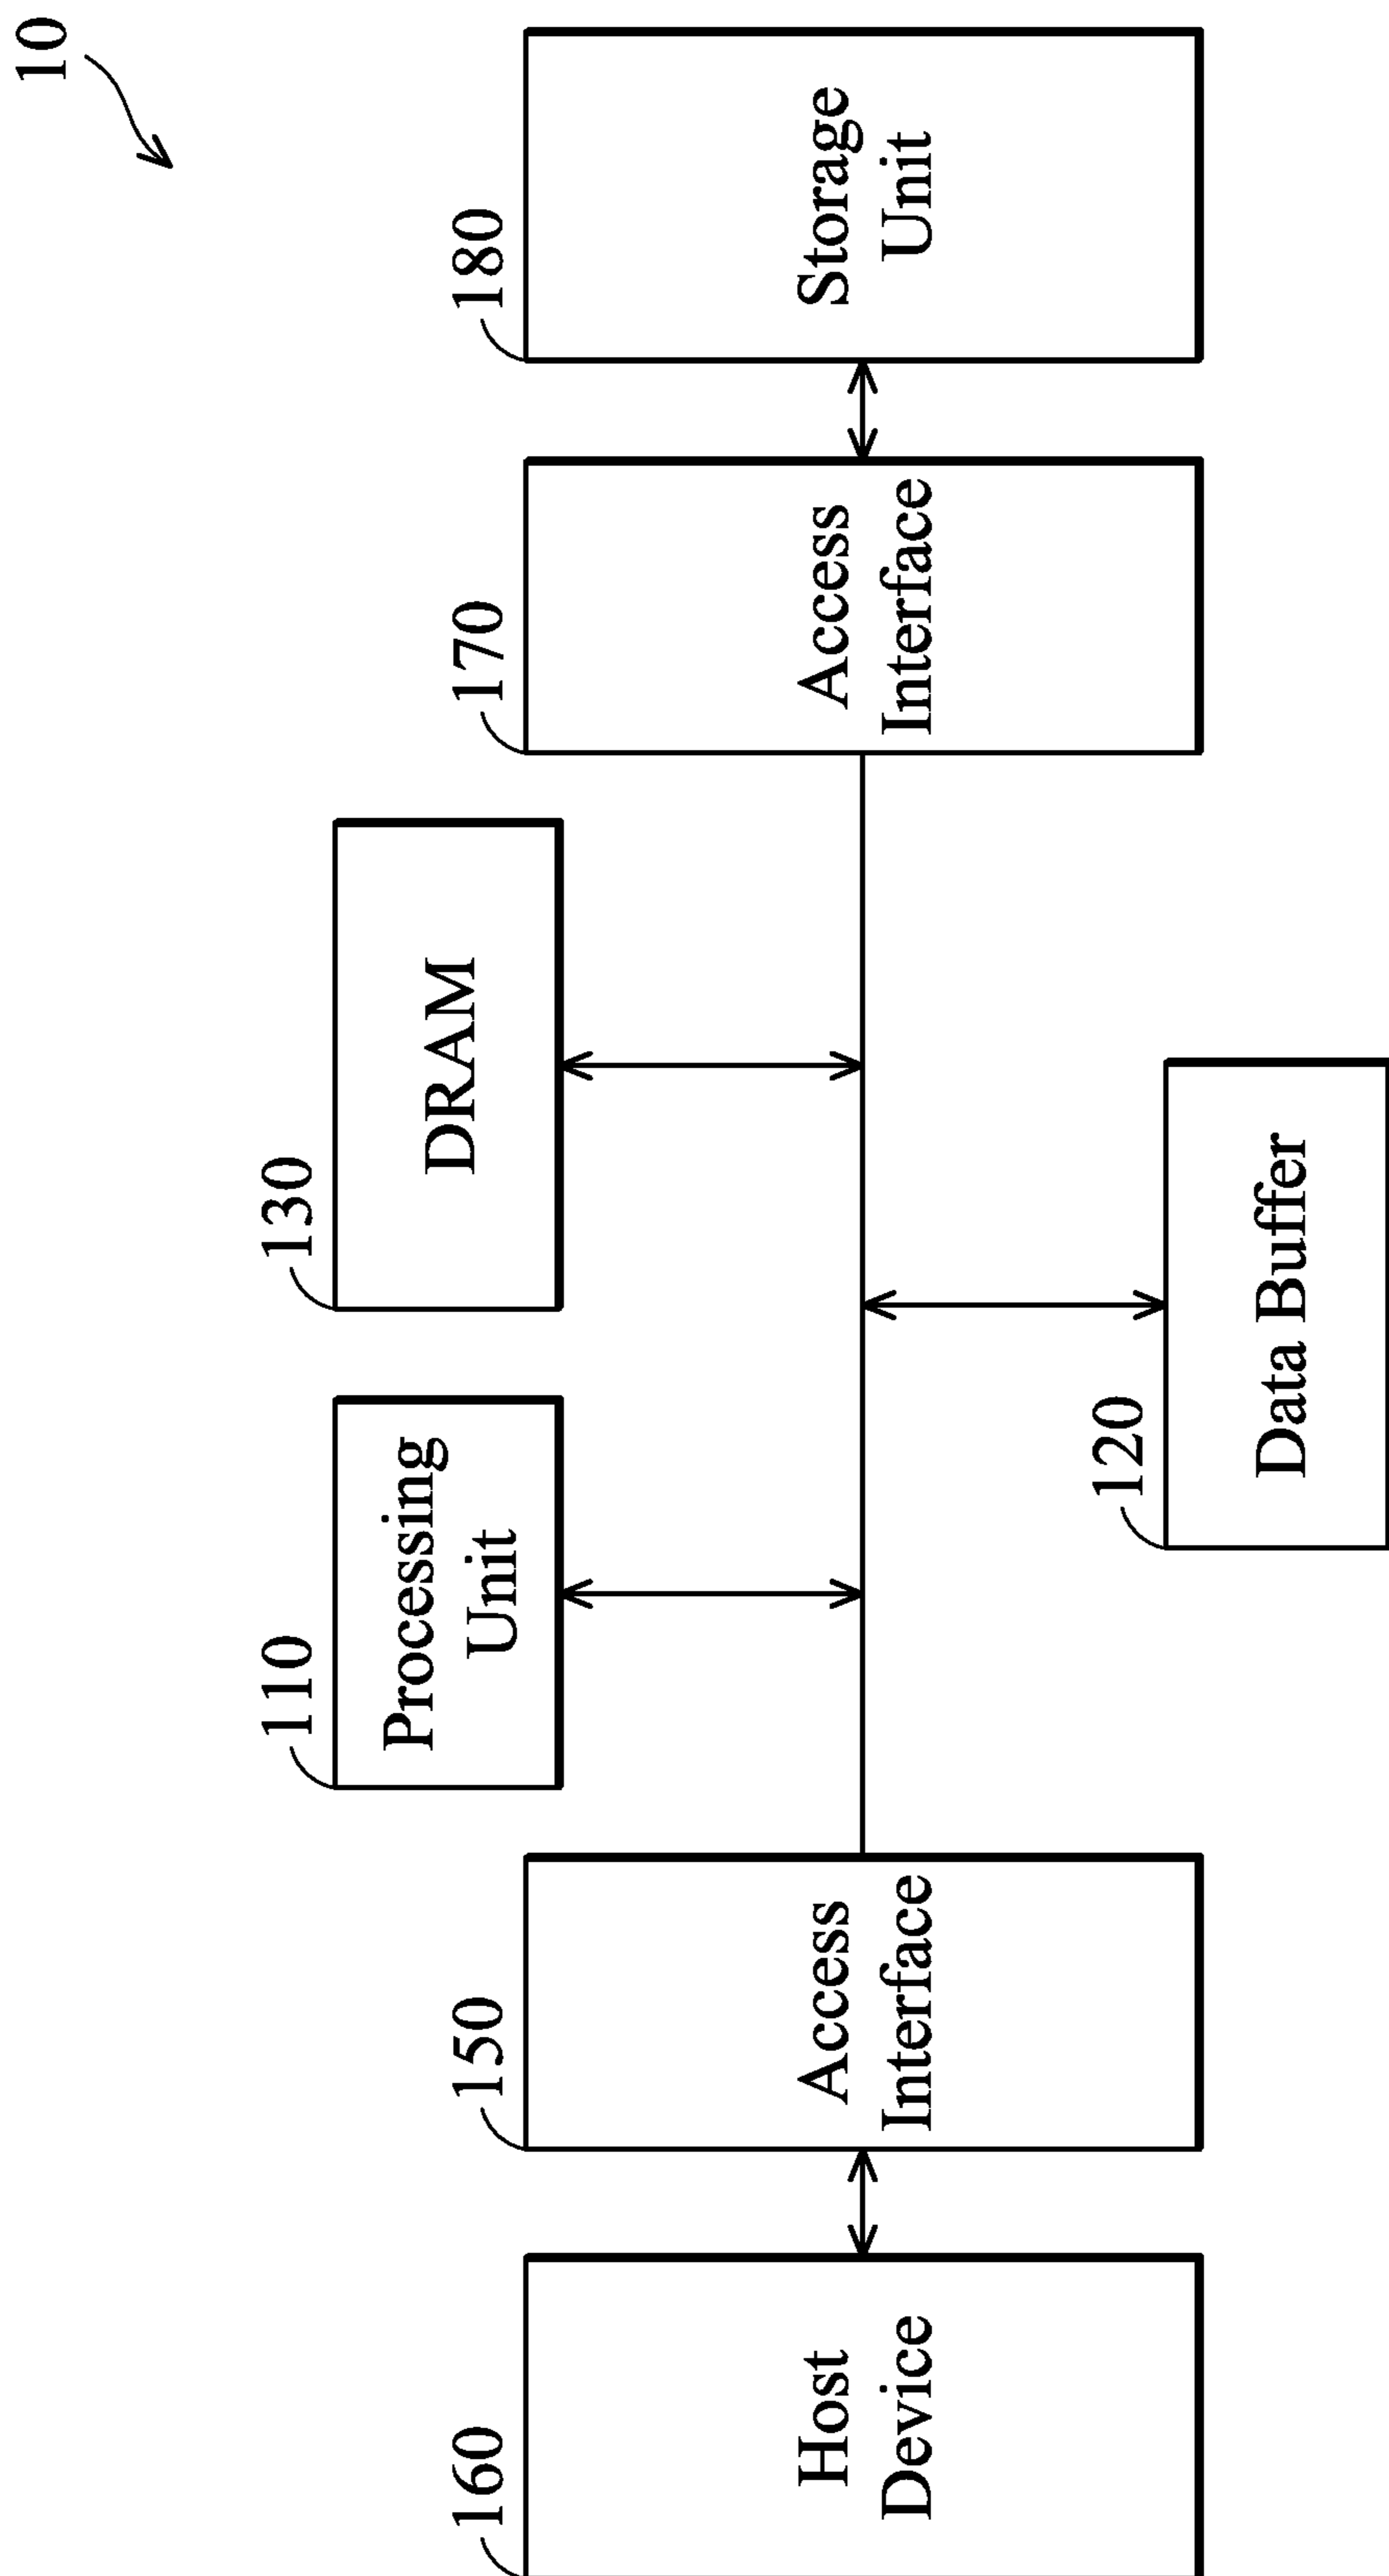 10
110
Processing
Unit
130
DRAM
160
Host
Device
150
Access
Interface
170
Access
Interface
180
Storage
Unit
120
Data Buffer